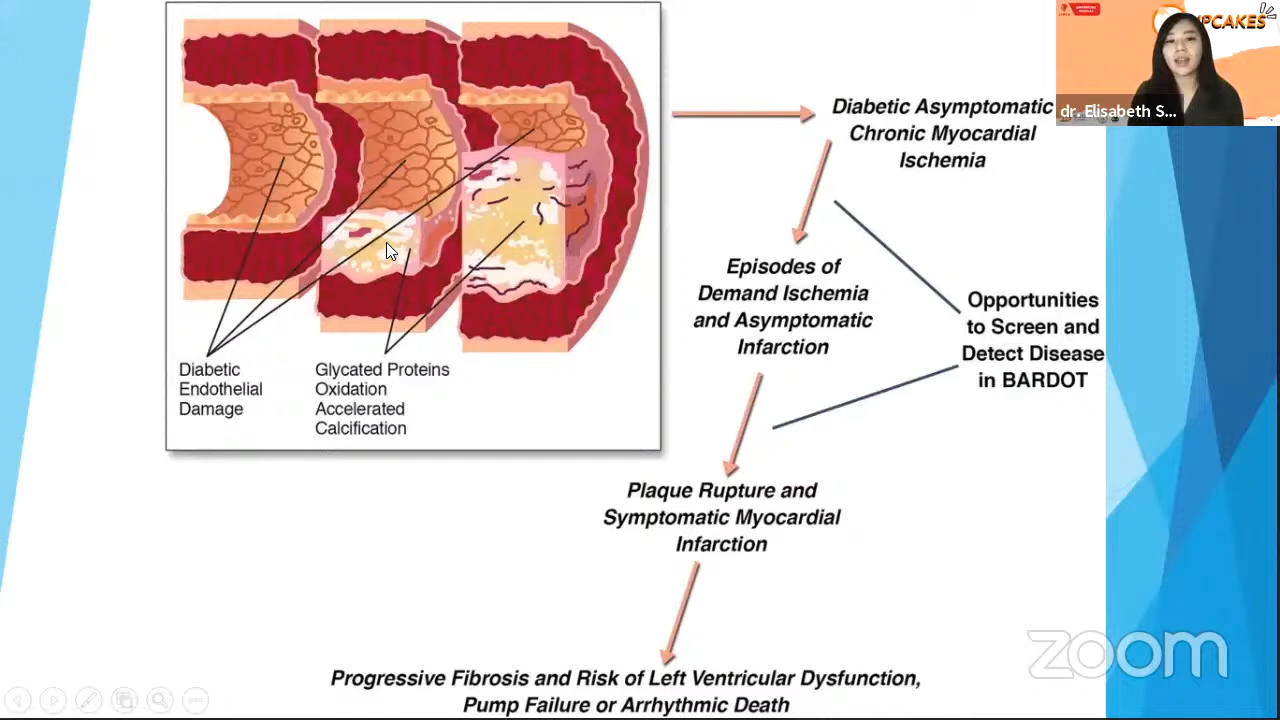 Diabetic
Endothelial
Damage
Glycated Proteins
Oxidation
Accelerated
Calcification
Diabetic Asymptomatic
Chronic Myocardial
Ischemia
Episodes of
Demand Ischemia
and Asymptomatic
Infarction
Opportunities
to Screen and
Detect Disease
in BARDOT
Plaque Rupture and
Symptomatic Myocardial
Infarction
Progressive Fibrosis and Risk of Left Ventricular Dysfunction,
Pump Failure or Arrhythmic Death
dr. Elisabeth S...
zoom